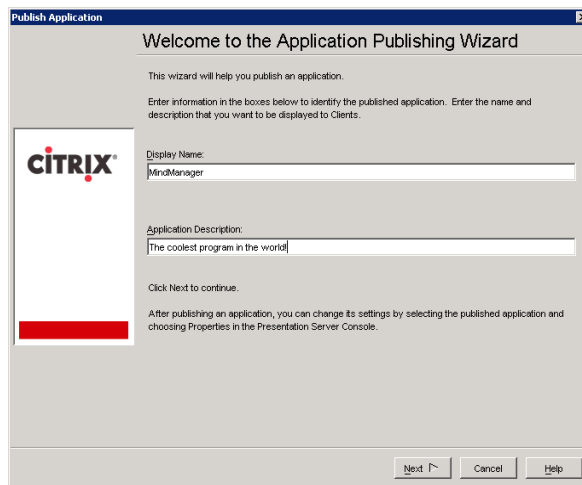 Publish Application
Welcome to the Application Publishing Wizard
This wizard will help you publish an application.
Enter information in the boxes below to identify the published application. Enter the name and
description that you want to be displayed to Clients.
CITRIX
Display Name:
MindManager
Application Description:
The coolest program in the world!
Click Next to continue.
After publishing an application, you can change its settings by selecting the published application and
choosing Properties in the Presentation Server Console.
Next
Cancel
Help